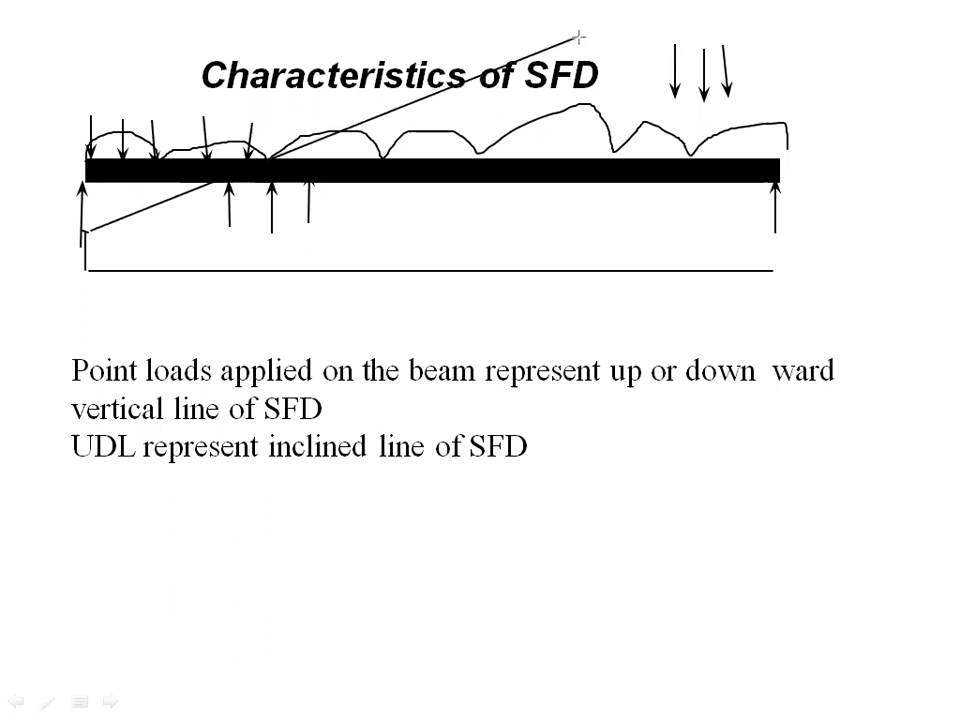 Characteristics of SFD
Point loads applied on the beam represent up or down ward
vertical line of SFD
UDL represent inclined line of SFD